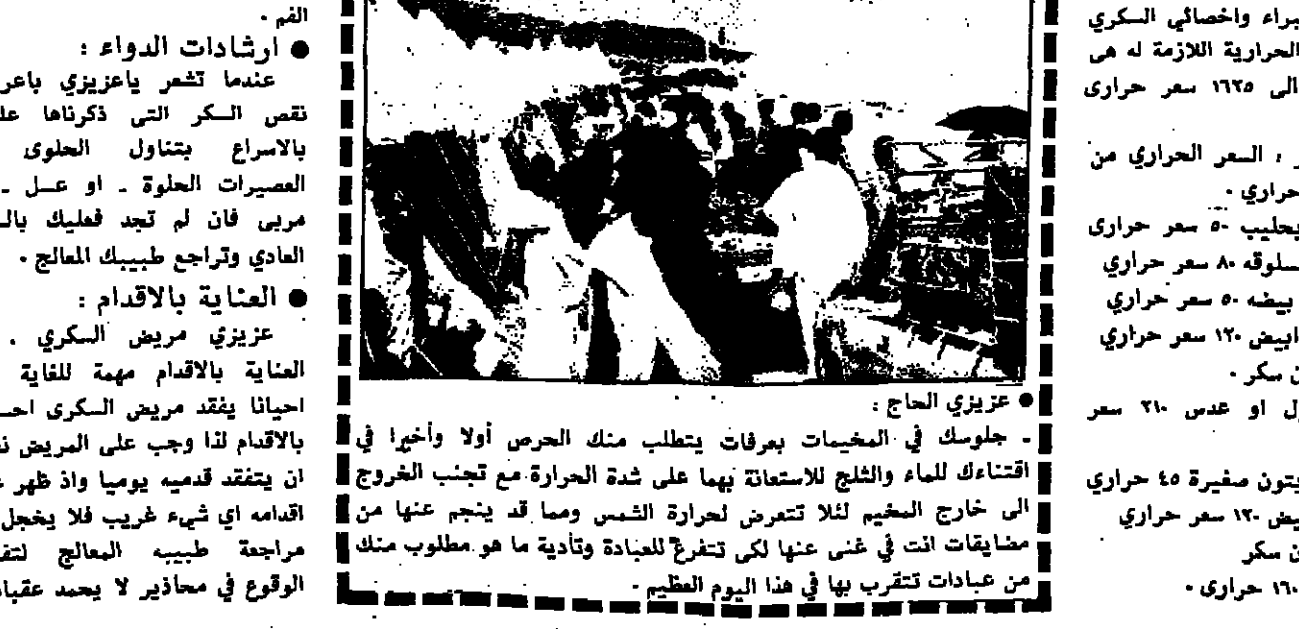 براء واخصائي السكري
الحرارية اللازمة له هى
الى ١٦٢٥ سعر حرارى
السعر الحراري من
حراري .
بحليب ٥٠ سعر حرارى
سلوقه ٨٠ سعر حراري
بيضه ٥٠ سعر حراري
ابيض ١٢٠ سعر حراري
ن سكر .
ل او عدس ٢١٠ سعر
يتون صغيرة ٤٥ حراري
يض ١٢٠ سعر حراري
ن سكر
١٦٠ حرارى .
● عزيزي الحاج :
ـ جلوسك في المخيمات بعرفات يتطلب منك الحرص أولا وأخيرا في
اقتناءك للماء والثلج للاستعانة بهما على شدة الحرارة مع تجنب الخروج
الى خارج المخيم لئلا تتعرض لحرارة الشمس ومما قد ينجم عنها من
مضايقات انت في غنى عنها لكى تتفرغ للعبادة وتأدية ما هو مطلوب منك
من عبادات تتقرب بها في هذا اليوم العظيم .
الفم .
● ارشادات الدواء :
عندما تشعر ياعزيزي باعر
نقص السكر التى ذكرناها عل
بالاسراع بتناول الحلوى
العصيرات الحلوة ـ او عسل ـ
مربى فان لم تجد فعليك بالـ
العادي وتراجع طبيبك المعالج .
● العناية بالاقدام :
عزيزي مريض السكري .
العناية بالاقدام مهمة للغاية
احيانا يفقد مريض السكرى احـ
بالاقدام لذا وجب على المريض نف
ان يتفقد قدميه يوميا واذ ظهر ع
اقدامه اي شيء غريب فلا يخجل
مراجعة طبيبه المعالج لتف
الوقوع في محاذير لا يحمد عقبا